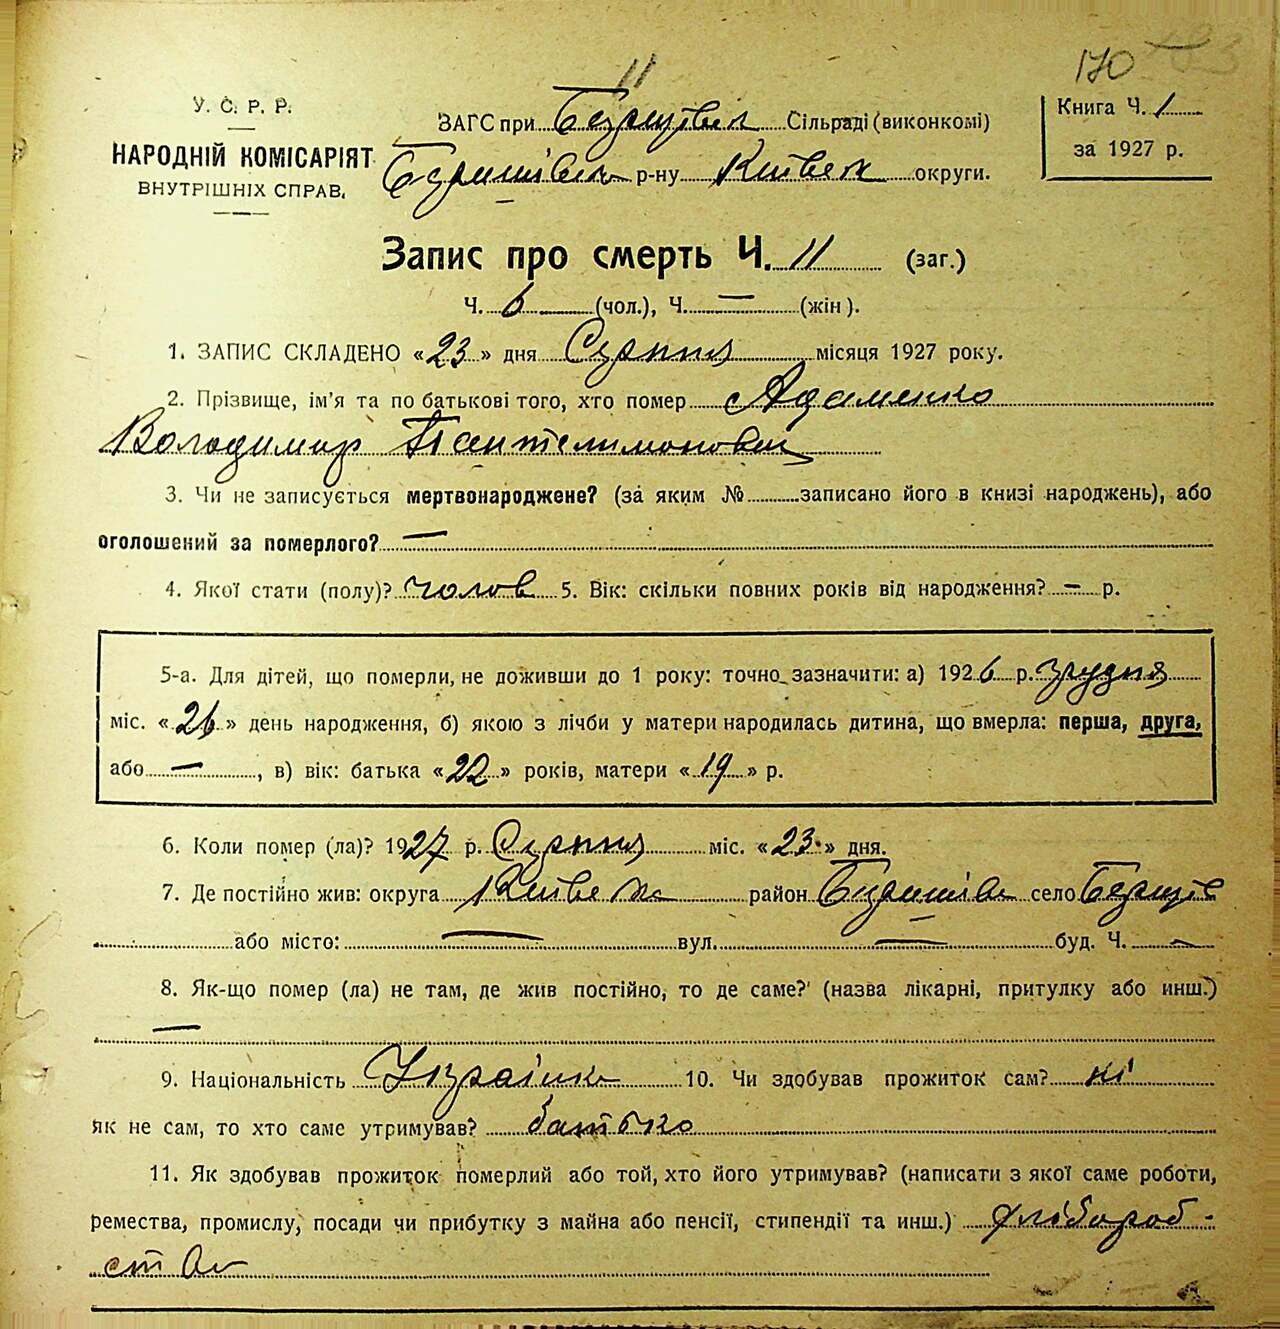 11
170
У. С. Р. Р.
НАРОДНІЙ КОМІСАРІЯТ
ВНУТРІШНІХ СПРАВ.
ЗАГС при Сільраді (виконкомі)
р-ну Київськ округи.
Книга Ч. 1
за 1927 р.
Запис про смерть Ч. 11 (заг.)
Ч. 6 (чол.), Ч. — (жін).
1. ЗАПИС СКЛАДЕНО «23» дня Серпня місяця 1927 року.
2. Прізвище, ім'я та по батькові того, хто помер Адаменко
Володимир Пантелимонович
3. Чи не записується мертвонароджене? (за яким № записано його в книзі народжень), або
оголошений за померлого? —
4. Якої стати (полу)? чолов 5. Вік: скільки повних років від народження? — р.
5-а. Для дітей, що померли, не доживши до 1 року: точно зазначити: а) 1926 р. грудня
міс. «26» день народження, б) якою з лічби у матери народилась дитина, що вмерла: перша, друга,
або —, в) вік: батька «22» років, матери «19» р.
6. Коли помер (ла)? 1927 р. Серпня міс. «23» дня.
7. Де постійно жив: округа Київськ район село
або місто: — вул. — буд. Ч. —
8. Як-що помер (ла) не там, де жив постійно, то де саме? (назва лікарні, притулку або инш.)
—
9. Національність 10. Чи здобував прожиток сам? ні
Як не сам, то хто саме утримував? батько
11. Як здобував прожиток померлий або той, хто його утримував? (написати з якої саме роботи,
ремества, промислу, посади чи прибутку з майна або пенсії, стипендії та инш.) хлібороб-
ство